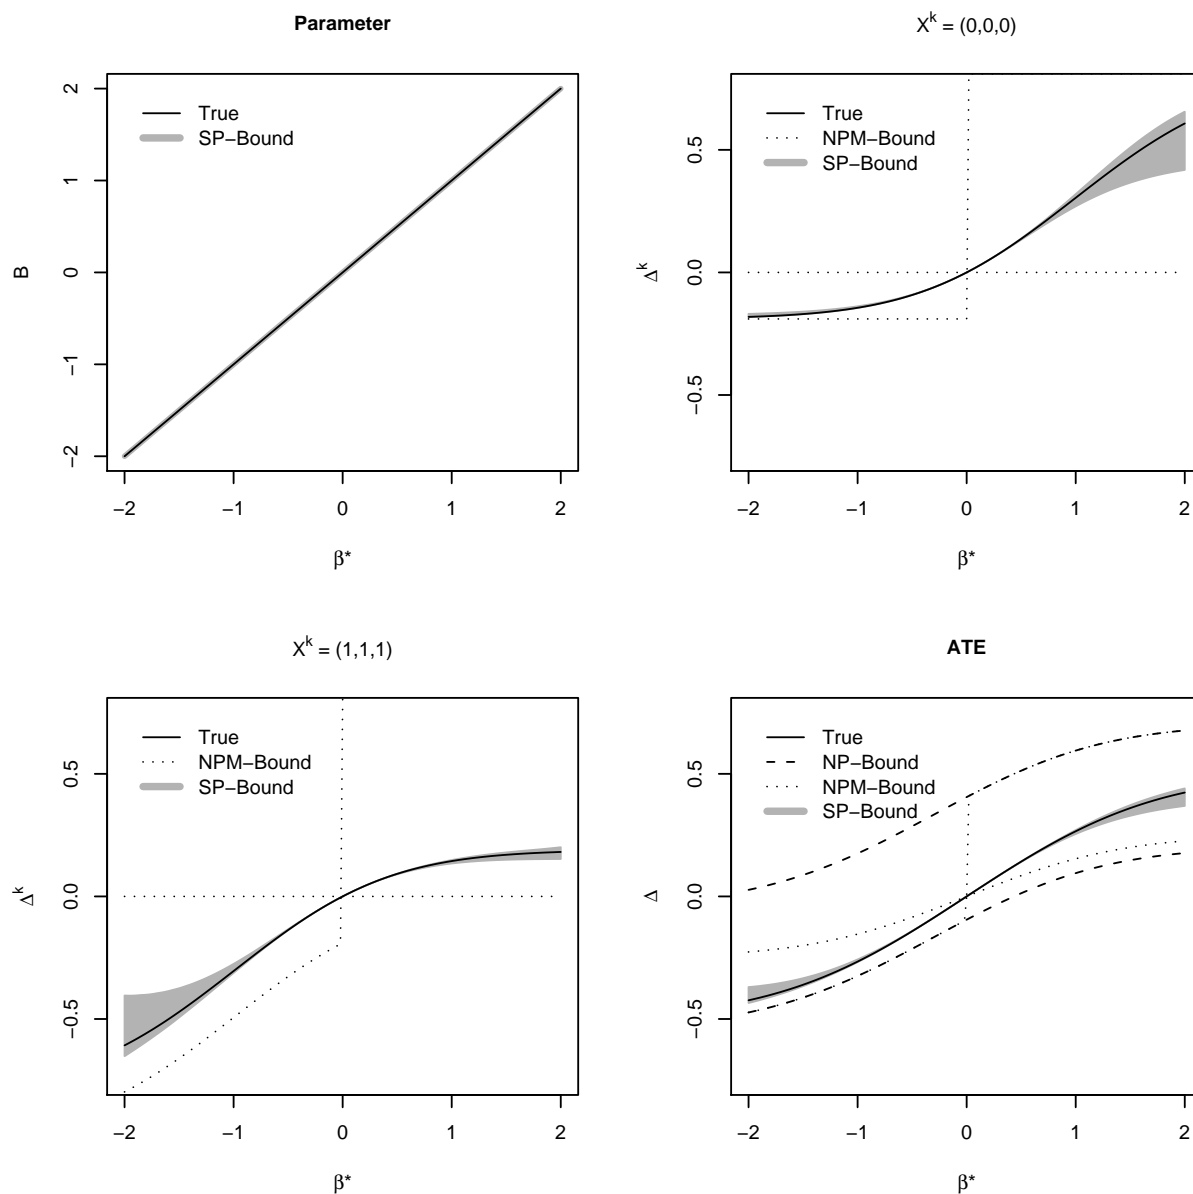 Parameter
True
SP−Bound
B
2
1
0
−1
−2
−2 −1 0 1 2
β*
X^k = (0,0,0)
True
NPM−Bound
SP−Bound
Δ^k
0.5
0.0
−0.5
−2 −1 0 1 2
β*
X^k = (1,1,1)
True
NPM−Bound
SP−Bound
Δ^k
0.5
0.0
−0.5
−2 −1 0 1 2
β*
ATE
True
NP−Bound
NPM−Bound
SP−Bound
Δ
0.5
0.0
−0.5
−2 −1 0 1 2
β*